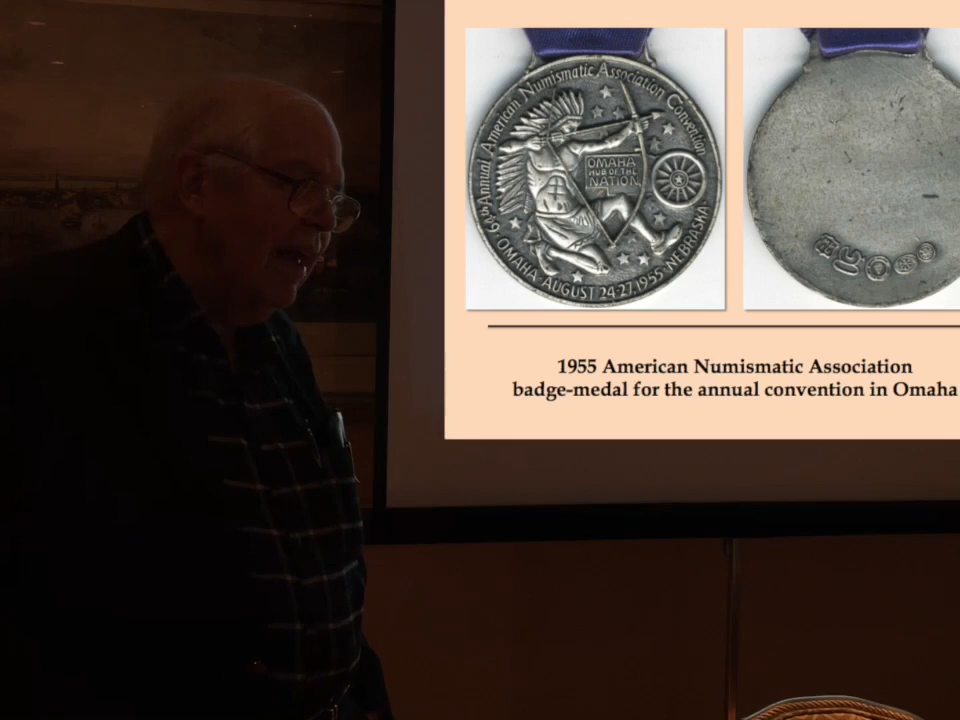 64th Annual American Numismatic Association Convention
OMAHA
HUB OF THE
NATION
OMAHA · AUGUST 24-27, 1955 · NEBRASKA
1955 American Numismatic Association
badge-medal for the annual convention in Omaha